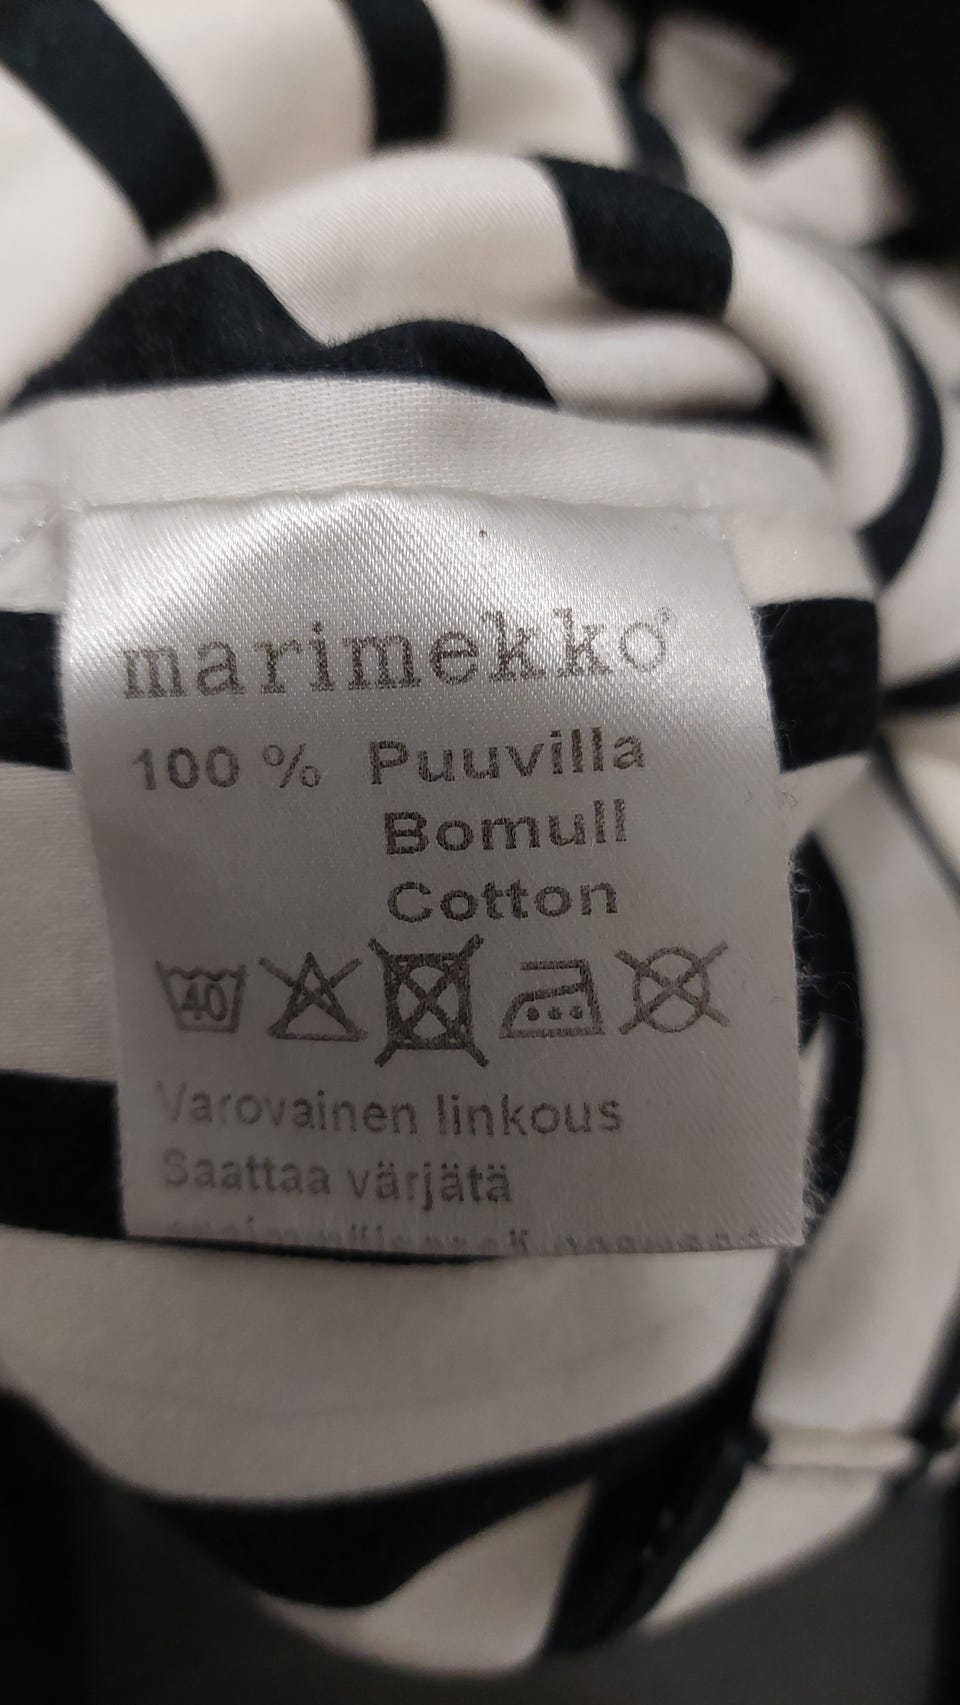 marimekko®
100 % Puuvilla
Bomull
Cotton
40
Varovainen linkous
Saattaa värjätä